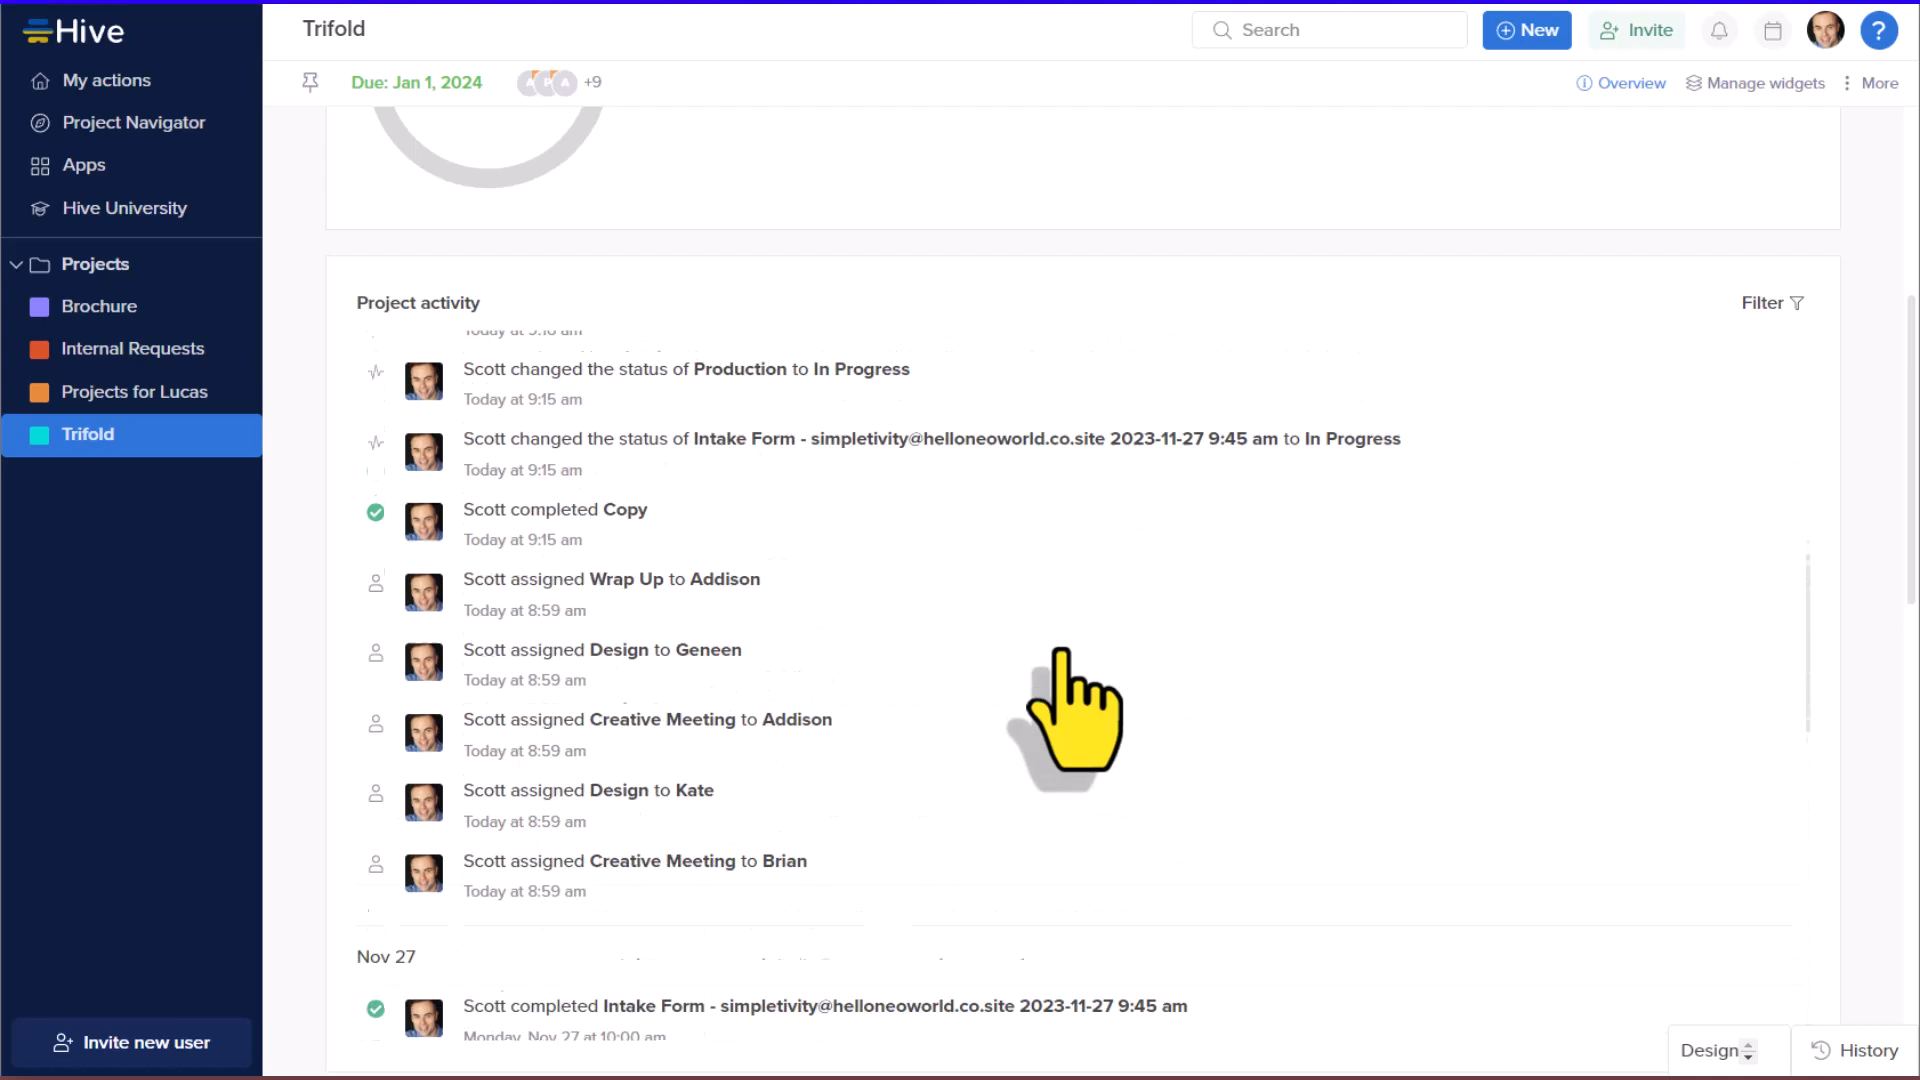 Hive
Trifold
Search
New
Invite
?
My actions
Due: Jan 1, 2024
A P A +9
Overview
Manage widgets
More
Project Navigator
Apps
Hive University
Projects
Brochure
Internal Requests
Projects for Lucas
Trifold
Project activity
Filter
Scott changed the status of Production to In Progress
Today at 9:15 am
Scott changed the status of Intake Form - simpletivity@helloneoworld.co.site 2023-11-27 9:45 am to In Progress
Today at 9:15 am
Scott completed Copy
Today at 9:15 am
Scott assigned Wrap Up to Addison
Today at 8:59 am
Scott assigned Design to Geneen
Today at 8:59 am
Scott assigned Creative Meeting to Addison
Today at 8:59 am
Scott assigned Design to Kate
Today at 8:59 am
Scott assigned Creative Meeting to Brian
Today at 8:59 am
Nov 27
Scott completed Intake Form - simpletivity@helloneoworld.co.site 2023-11-27 9:45 am
Monday, Nov 27 at 10:00 am
Invite new user
Design
History